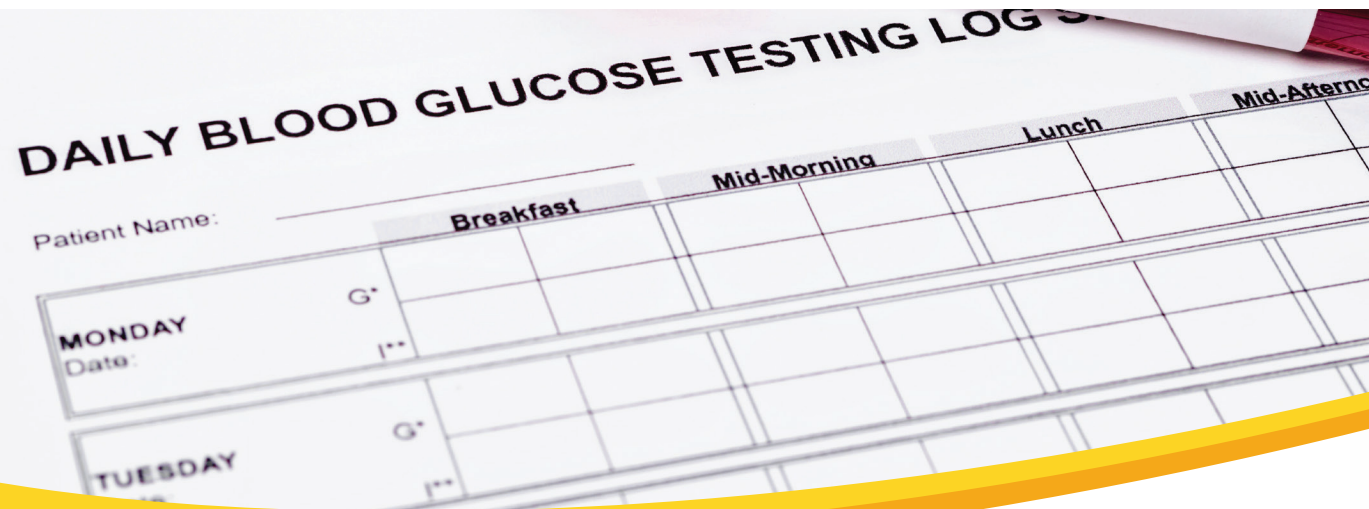 DAILY BLOOD GLUCOSE TESTING LOG
Patient Name:
Breakfast Mid-Morning Lunch
MONDAY
Date:
G*
I**
TUESDAY
G*
I**